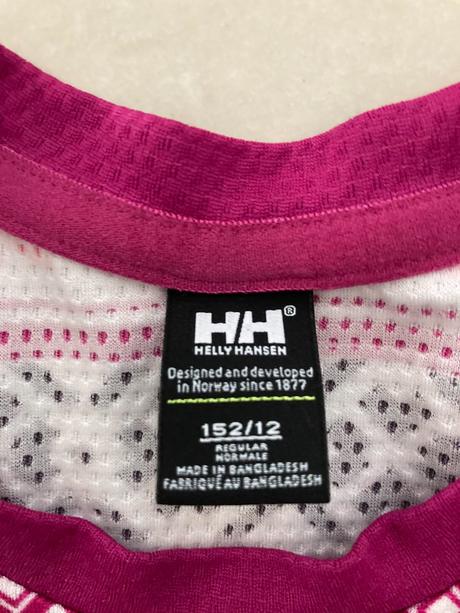 HH®
HELLY HANSEN
Designed and developed
in Norway since 1877
152/12
REGULAR
NORMALE
MADE IN BANGLADESH
FABRIQUÉ AU BANGLADESH